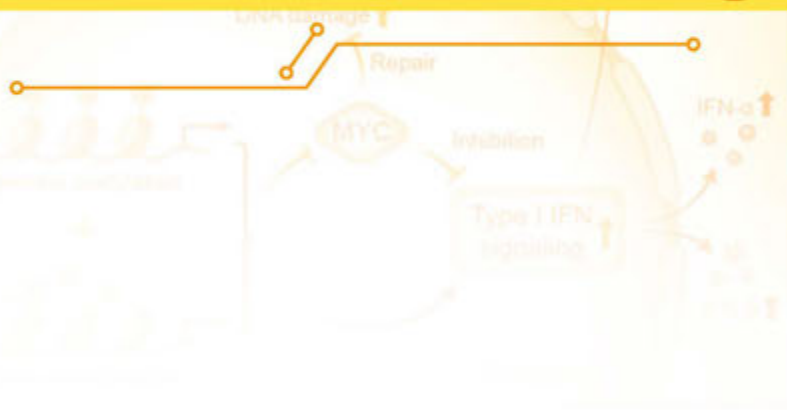 DNA damage
Repair
IFN-α
MYC
Inhibition
Type I IFN
signaling